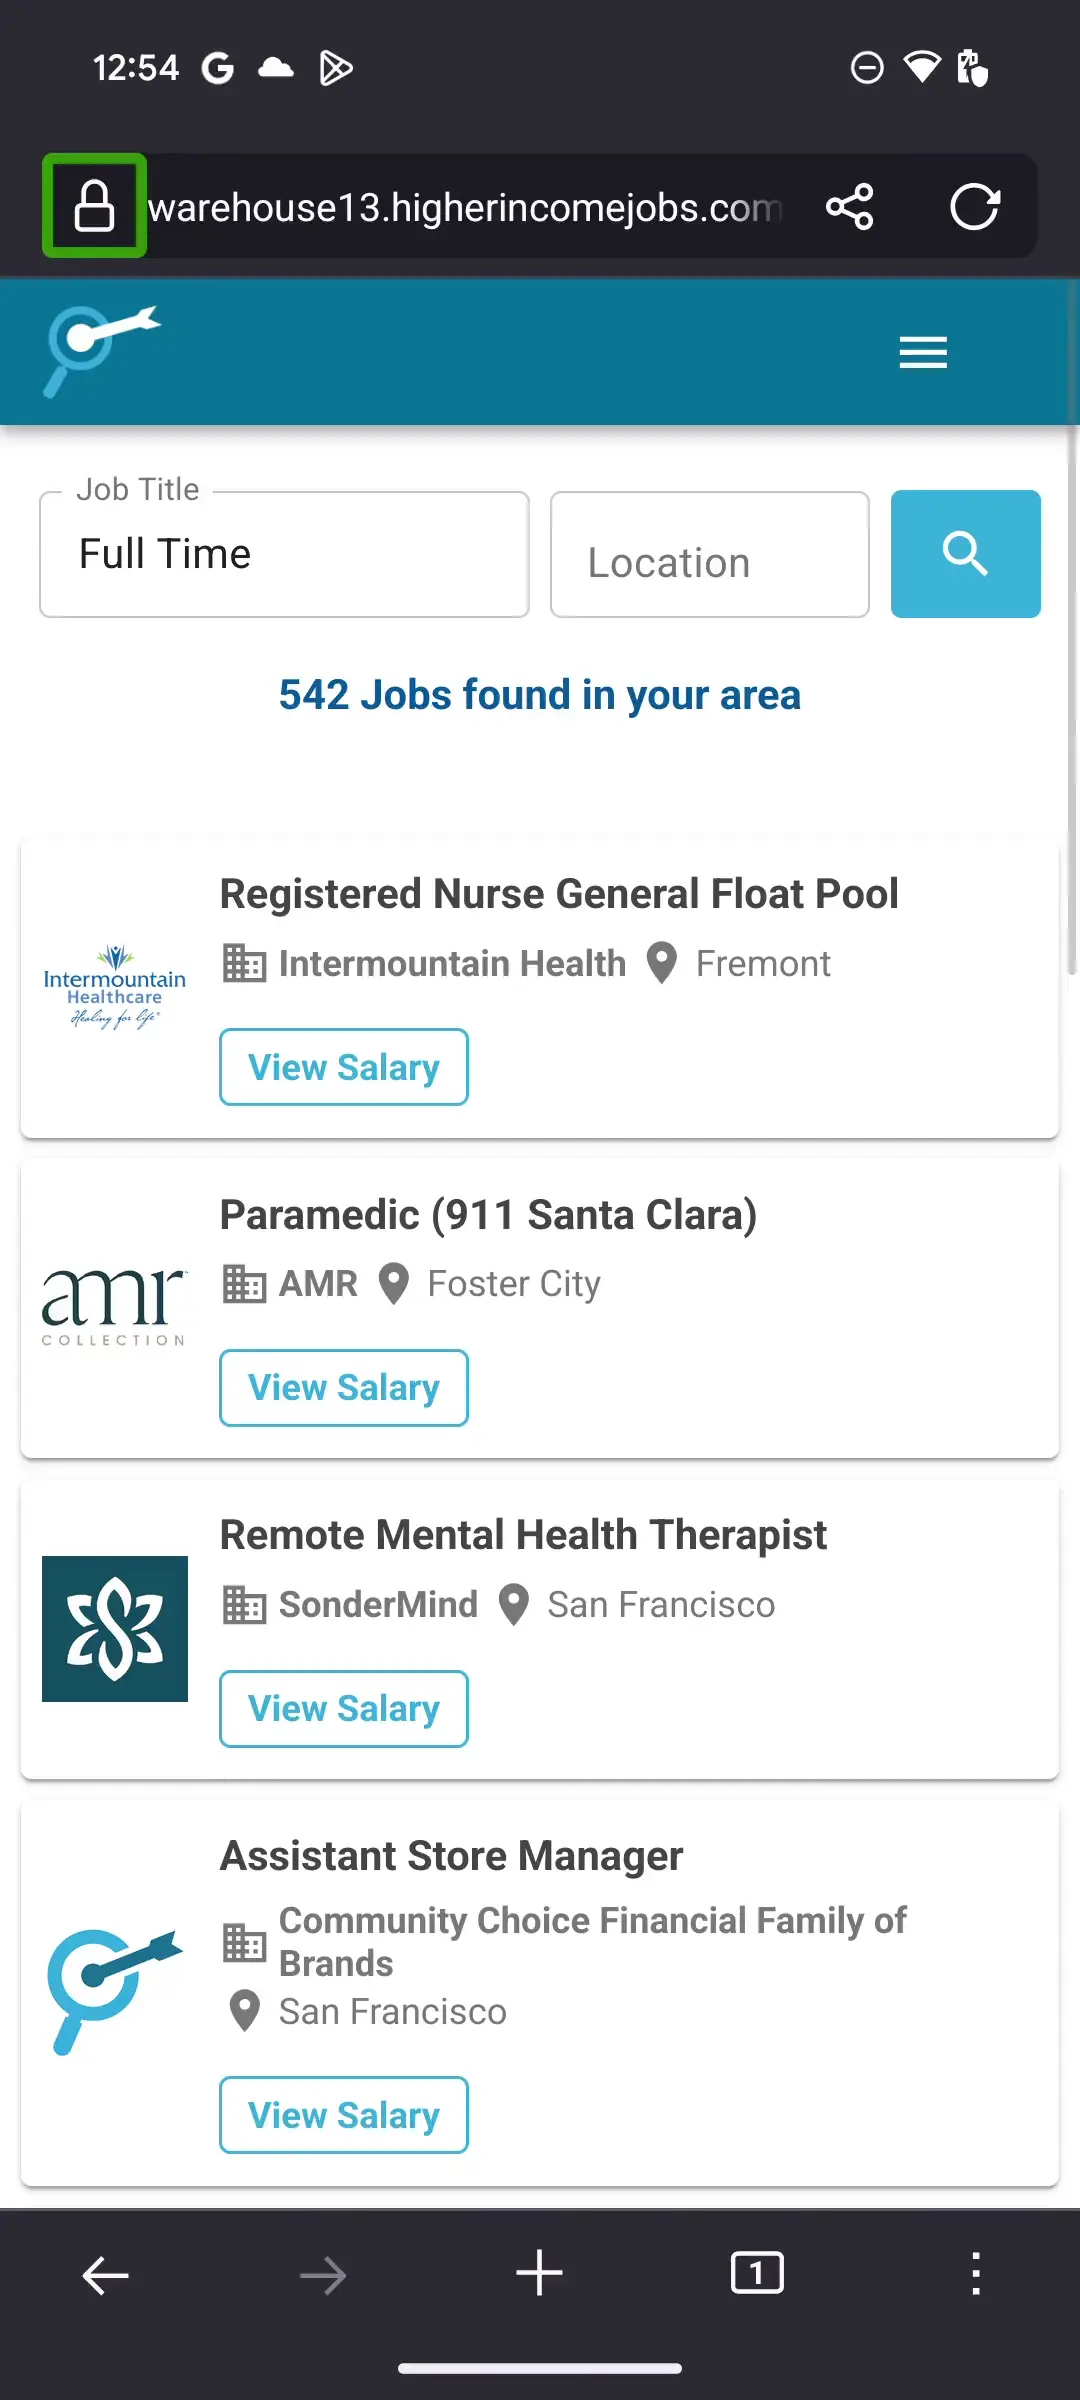 12:54
warehouse13.higherincomejobs.com
Job Title
Full Time
Location
542 Jobs found in your area
Registered Nurse General Float Pool
Intermountain Healthcare
Healing for life®
Intermountain Health Fremont
View Salary
Paramedic (911 Santa Clara)
amr
COLLECTION
AMR Foster City
View Salary
Remote Mental Health Therapist
SonderMind San Francisco
View Salary
Assistant Store Manager
Community Choice Financial Family of
Brands
San Francisco
View Salary
1